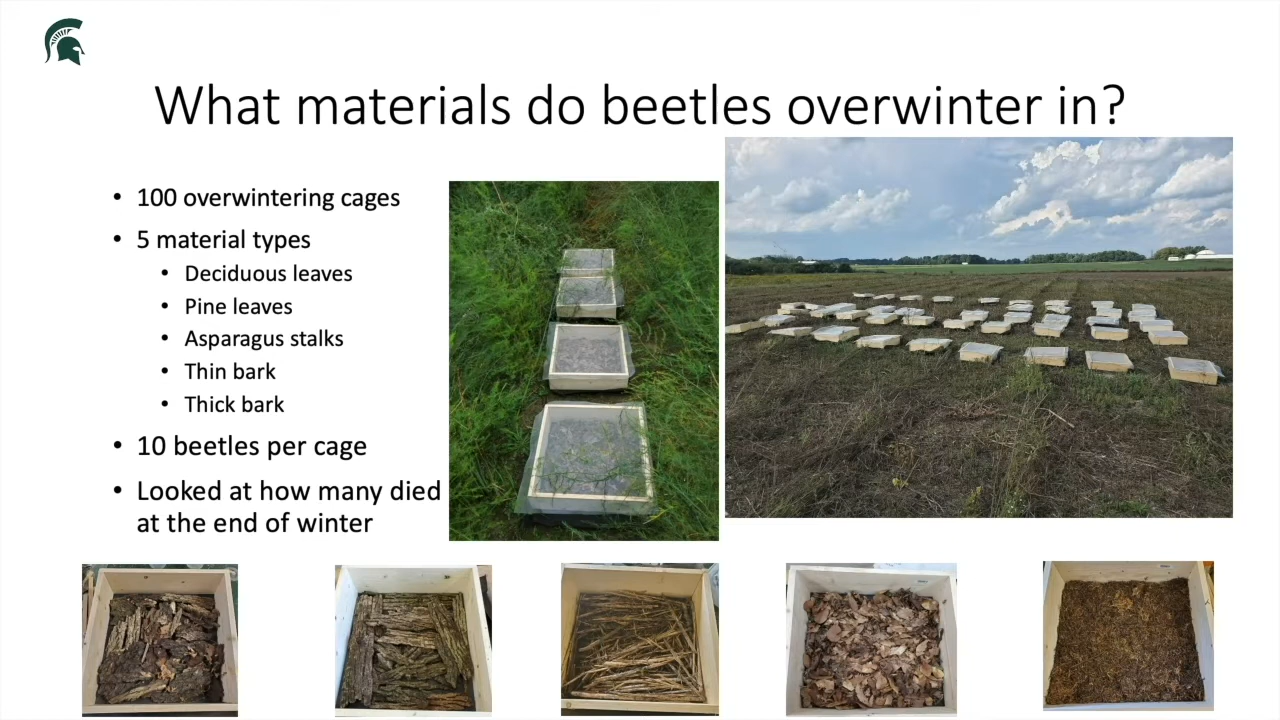 What materials do beetles overwinter in?
• 100 overwintering cages
• 5 material types
• Deciduous leaves
• Pine leaves
• Asparagus stalks
• Thin bark
• Thick bark
• 10 beetles per cage
• Looked at how many died
at the end of winter